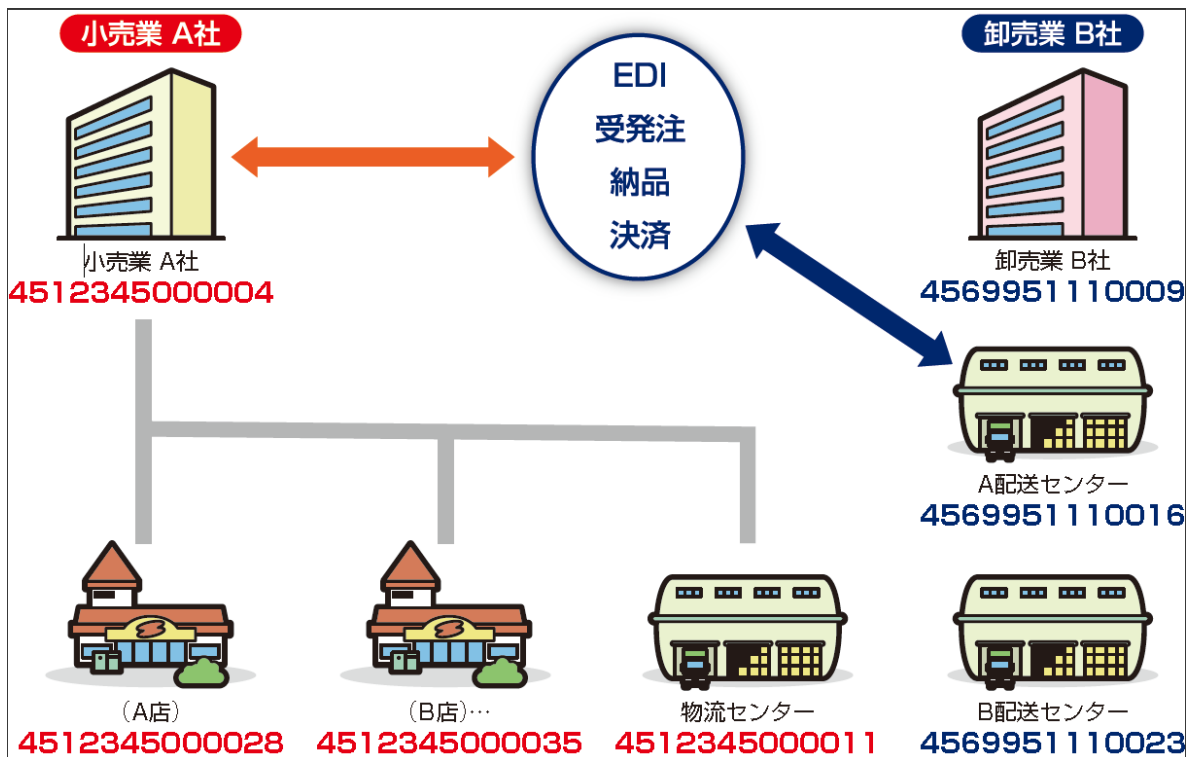 小売業 A社
卸売業 B社
EDI
受発注
納品
決済
小売業 A社
4512345000004
卸売業 B社
4569951110009
A配送センター
4569951110016
（A店）
4512345000028
（B店）…
4512345000035
物流センター
4512345000011
B配送センター
4569951110023